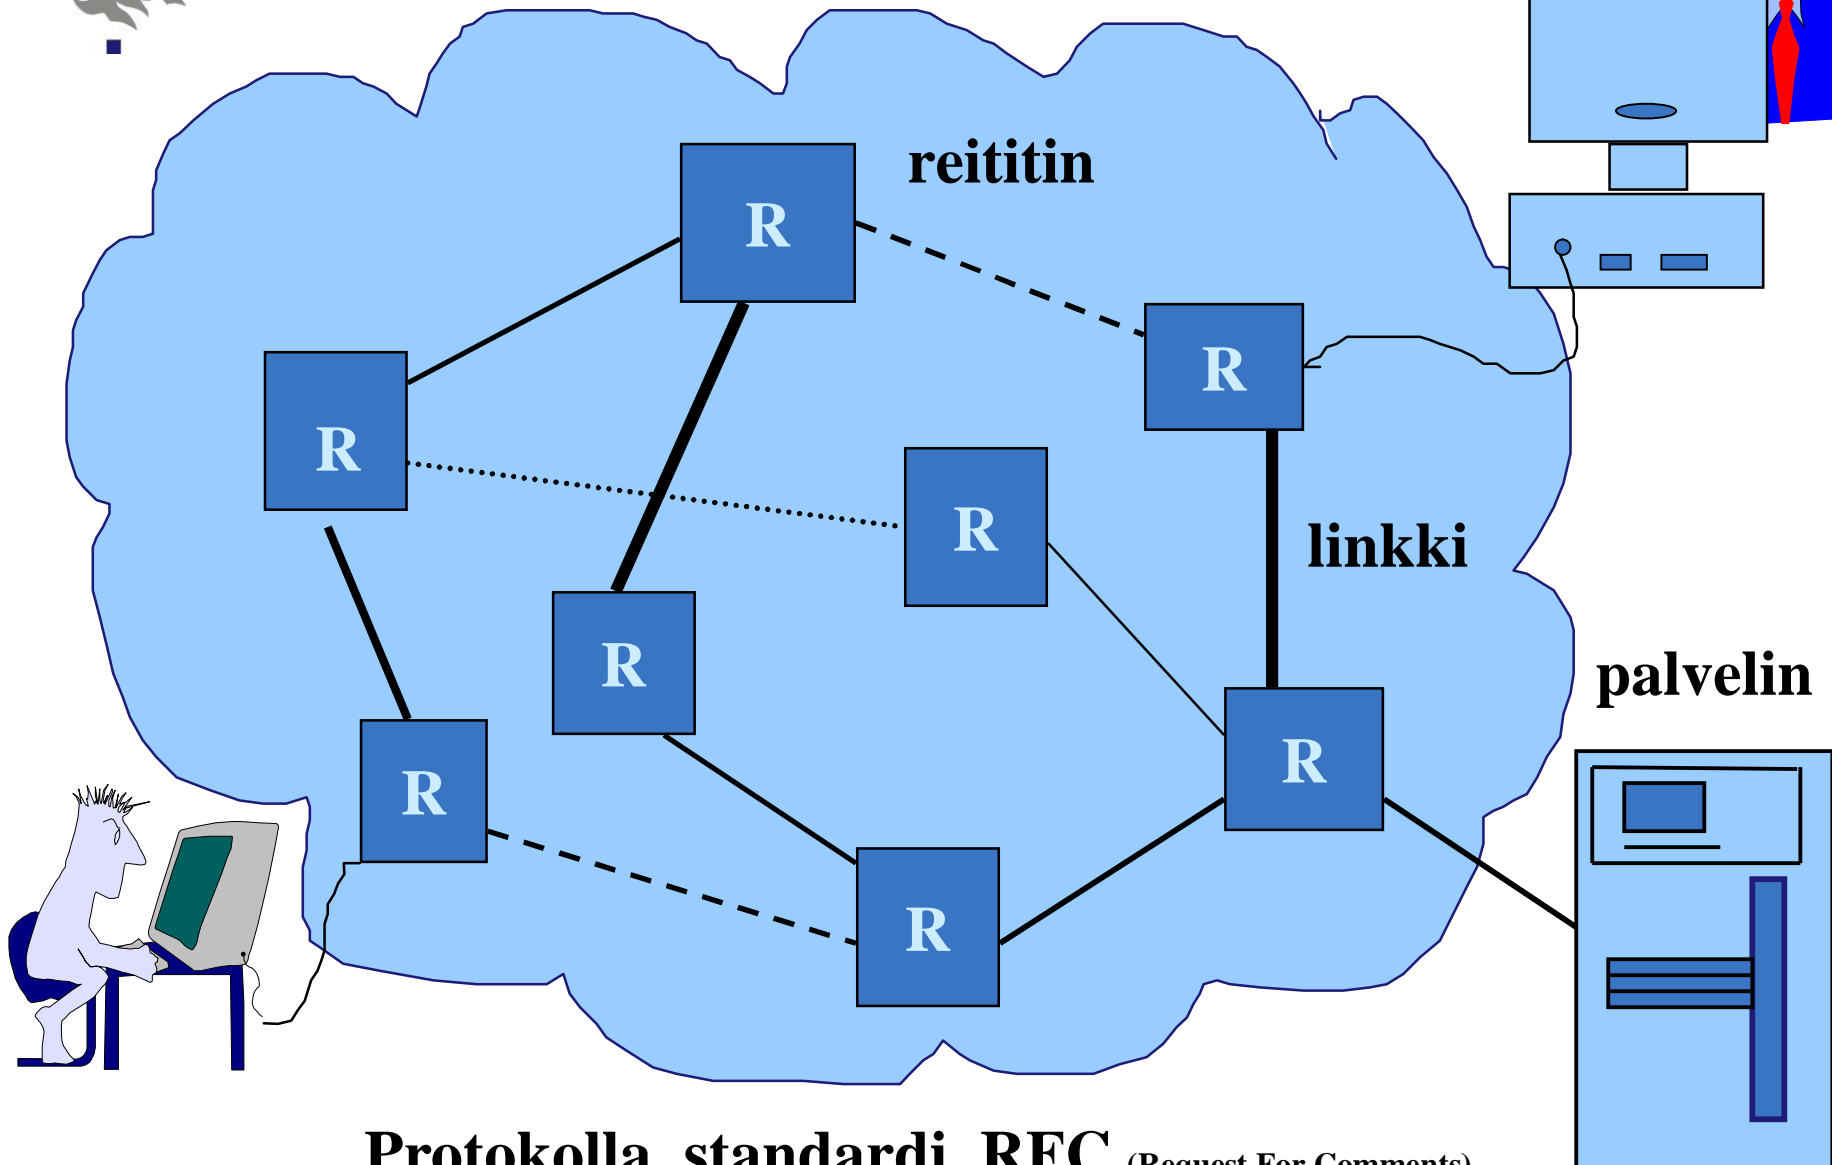 reititin
R
R
R
R
linkki
R
R
palvelin
R
R
Protokolla, standardi, RFC (Request For Comments)